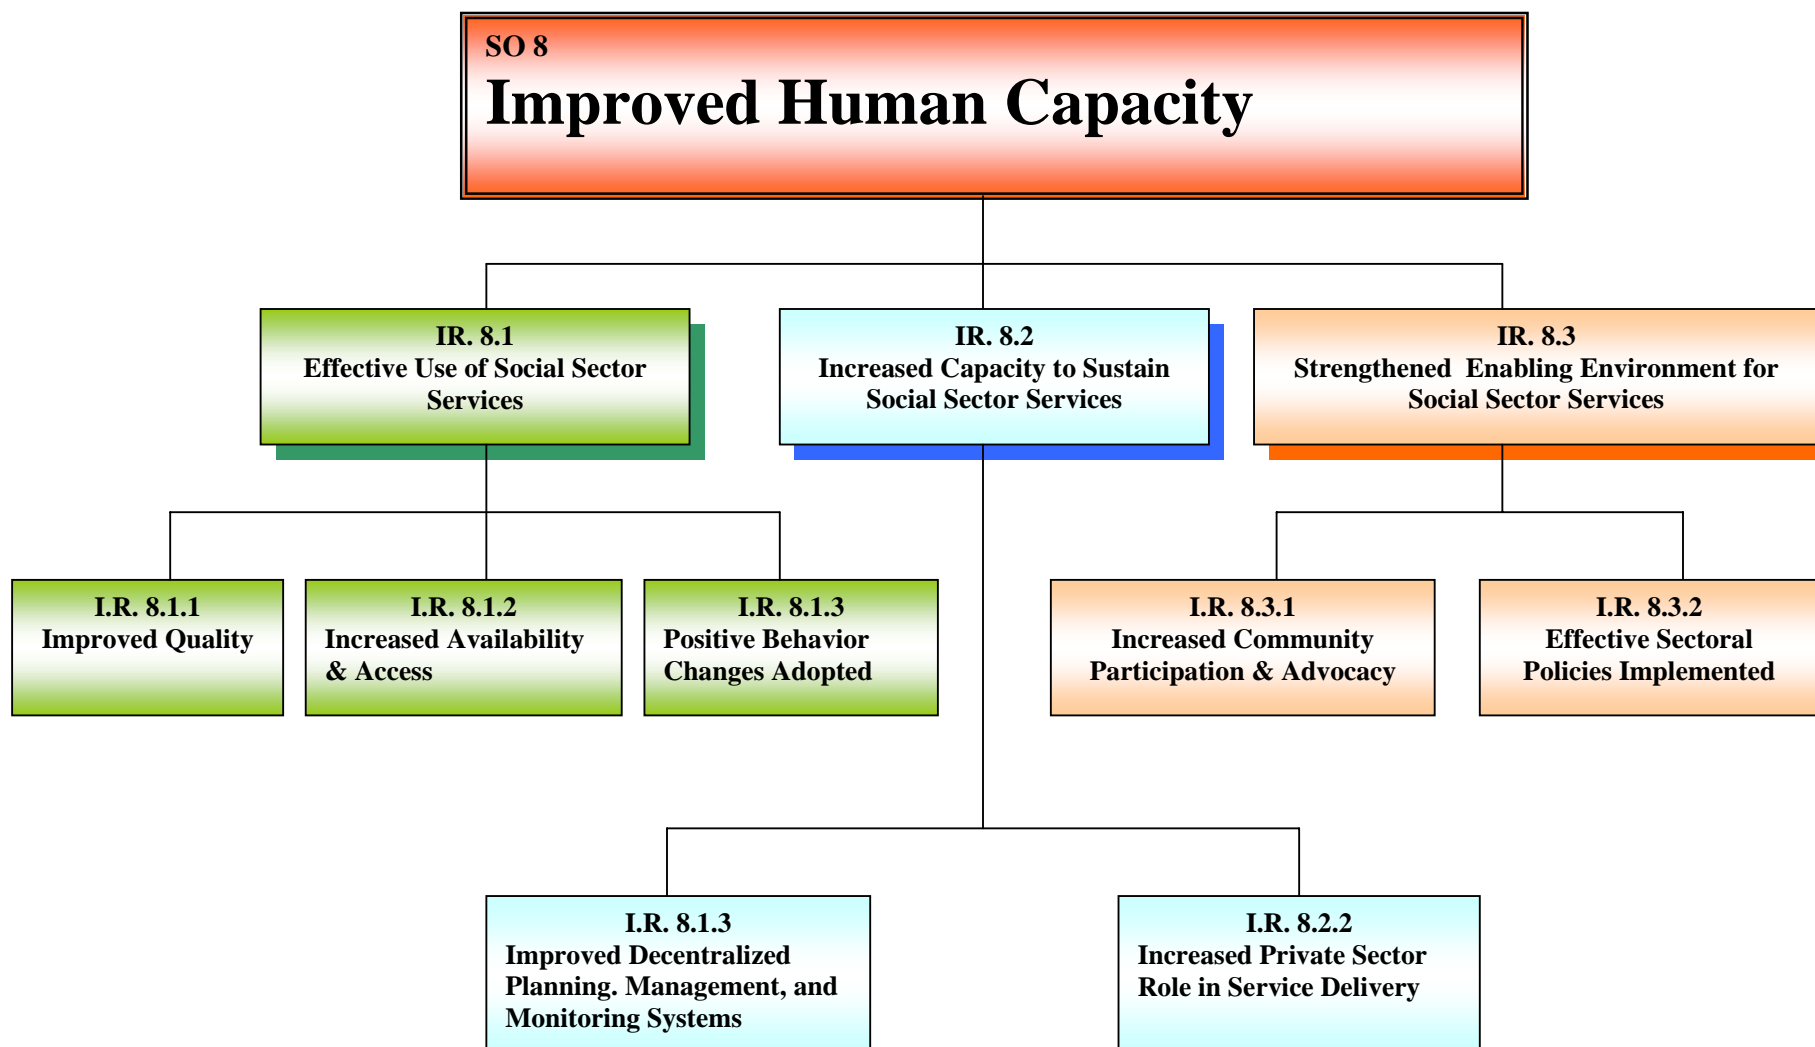 SO 8
Improved Human Capacity
IR. 8.1
Effective Use of Social Sector
Services
IR. 8.2
Increased Capacity to Sustain
Social Sector Services
IR. 8.3
Strengthened  Enabling Environment for
Social Sector Services
I.R. 8.1.1
Improved Quality
I.R. 8.1.2
Increased Availability
& Access
I.R. 8.1.3
Positive Behavior
Changes Adopted
I.R. 8.3.1
Increased Community
Participation & Advocacy
I.R. 8.3.2
Effective Sectoral
Policies Implemented
I.R. 8.1.3
Improved Decentralized
Planning. Management, and
Monitoring Systems
I.R. 8.2.2
Increased Private Sector
Role in Service Delivery